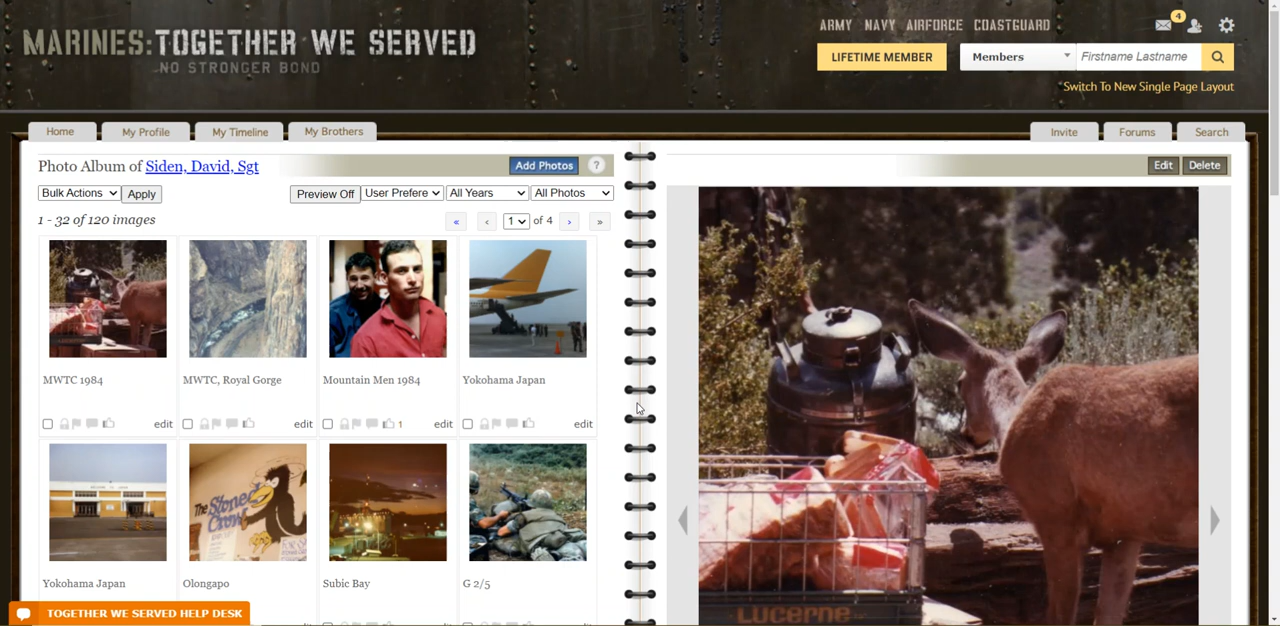 MARINES:TOGETHER WE SERVED
NO STRONGER BOND
ARMY NAVY AIRFORCE COASTGUARD
4
LIFETIME MEMBER
Members
Firstname Lastname
Switch To New Single Page Layout
Home
My Profile
My Timeline
My Brothers
Invite
Forums
Search
Photo Album of Siden, David, Sgt
Add Photos
?
Edit
Delete
Bulk Actions
Apply
Preview Off
User Prefere
All Years
All Photos
1 - 32 of 120 images
« ‹ 1 of 4 › »
MWTC 1984
MWTC, Royal Gorge
Mountain Men 1984
Yokohama Japan
edit
edit
1 edit
edit
The Stoned
Crow
Yokohama Japan
Olongapo
Subic Bay
G 2/5
Lucerne
TOGETHER WE SERVED HELP DESK